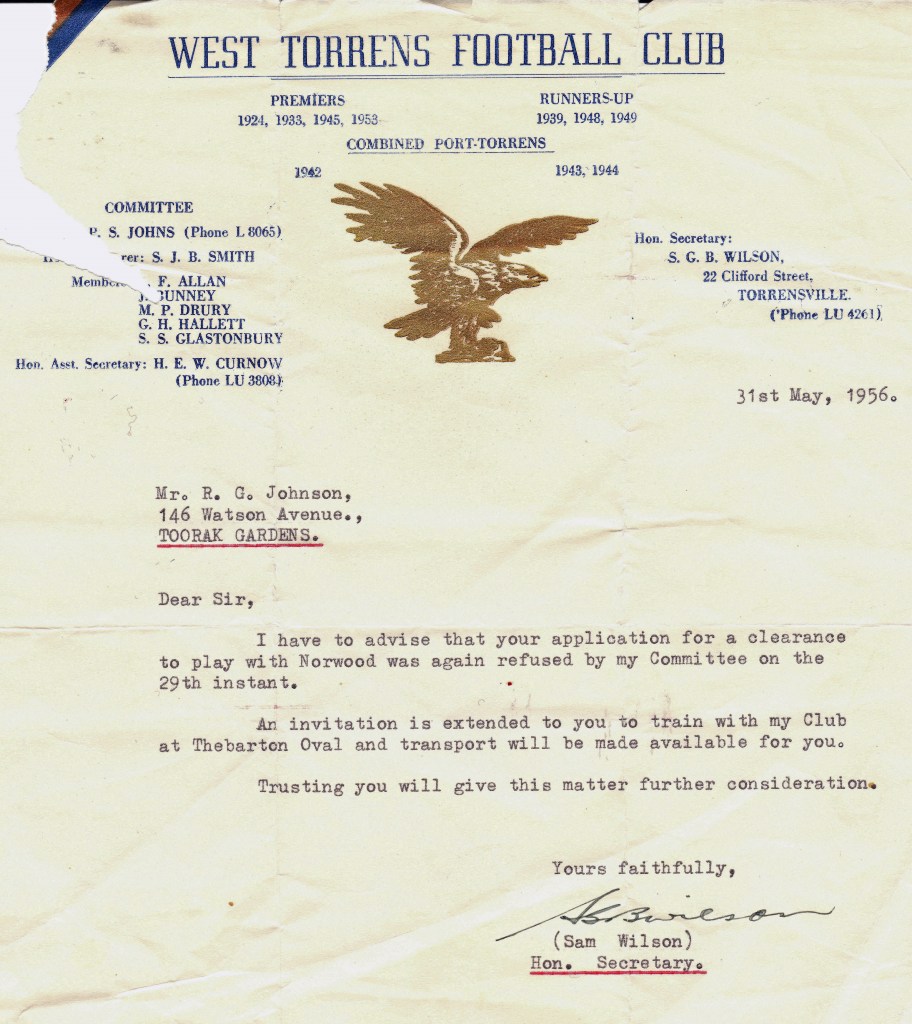 WEST TORRENS FOOTBALL CLUB
PREMIERS
1924, 1933, 1945, 1953
RUNNERS-UP
1939, 1948, 1949
COMBINED PORT-TORRENS
1942
1943, 1944
COMMITTEE
P. S. JOHNS (Phone L 8065)
rer: S. J. B. SMITH
Membe F. ALLAN
J. BUNNEY
M. P. DRURY
G. H. HALLETT
S. S. GLASTONBURY
Hon. Asst. Secretary: H. E. W. CURNOW
(Phone LU 3808)
Hon. Secretary:
S. G. B. WILSON,
22 Clifford Street,
TORRENSVILLE.
('Phone LU 4261)
31st May, 1956.
Mr. R. G. Johnson,
146 Watson Avenue.,
TOORAK GARDENS.
Dear Sir,
I have to advise that your application for a clearance
to play with Norwood was again refused by my Committee on the
29th instant.
An invitation is extended to you to train with my Club
at Thebarton Oval and transport will be made available for you.
Trusting you will give this matter further consideration.
Yours faithfully,
SGBWilson
(Sam Wilson)
Hon. Secretary.